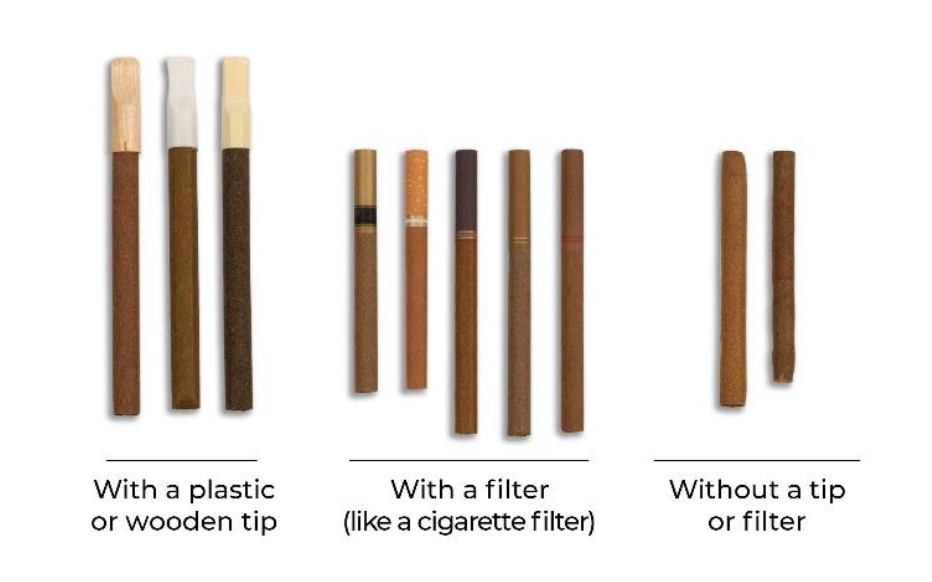 With a plastic
or wooden tip
With a filter
(like a cigarette filter)
Without a tip
or filter